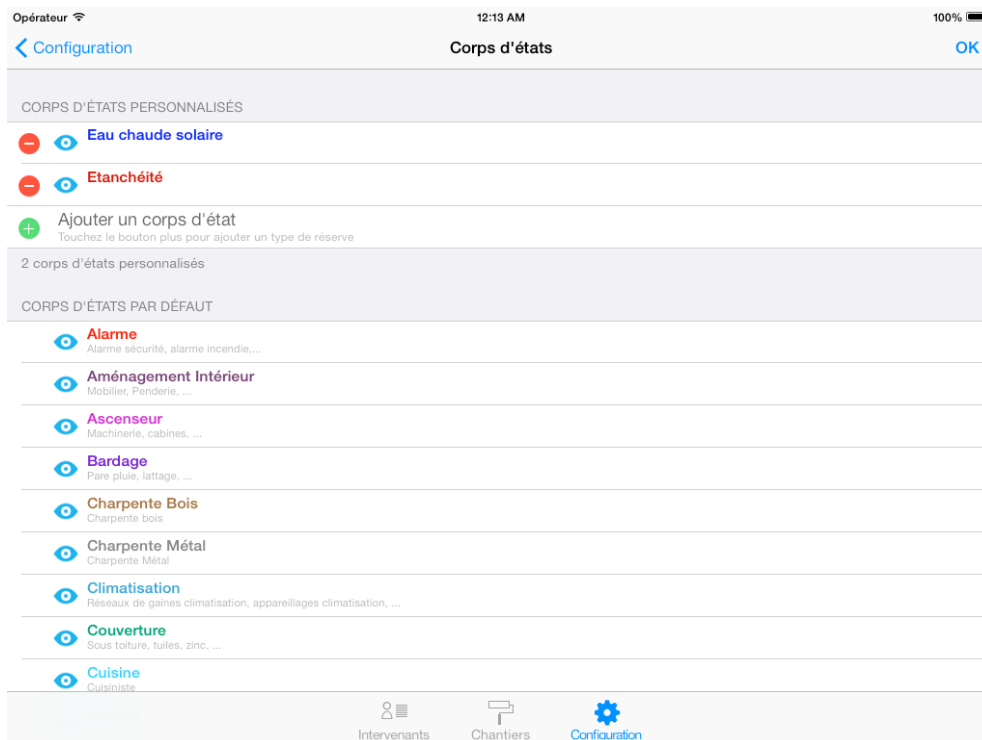 Opérateur 12:13 AM 100%
Configuration Corps d'états OK
CORPS D'ÉTATS PERSONNALISÉS
Eau chaude solaire
Etanchéité
Ajouter un corps d'état
Touchez le bouton plus pour ajouter un type de réserve
2 corps d'états personnalisés
CORPS D'ÉTATS PAR DÉFAUT
Alarme
Alarme sécurité, alarme incendie,...
Aménagement Intérieur
Mobilier, Penderie, ...
Ascenseur
Machinerie, cabines, ...
Bardage
Pare pluie, lattage, ...
Charpente Bois
Charpente bois
Charpente Métal
Charpente Métal
Climatisation
Réseaux de gaines climatisation, appareillages climatisation, ...
Couverture
Sous toiture, tuiles, zinc, ...
Cuisine
Cuisiniste
Intervenants Chantiers Configuration